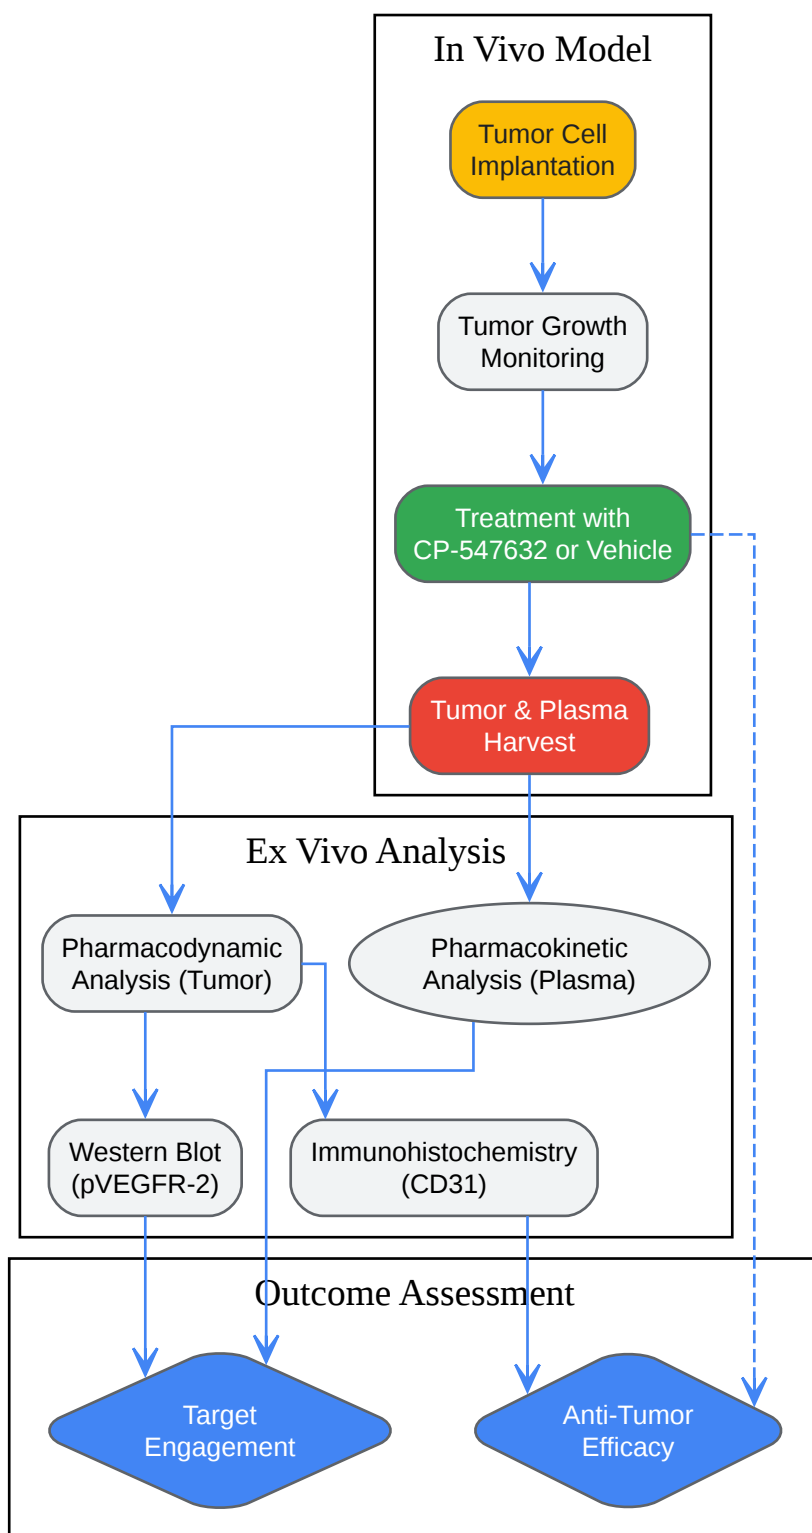 In Vivo Model
Tumor Cell
Implantation
Tumor Growth
Monitoring
Treatment with
CP-547632 or Vehicle
Tumor & Plasma
Harvest
Ex Vivo Analysis
Pharmacodynamic
Analysis (Tumor)
Pharmacokinetic
Analysis (Plasma)
Western Blot
(pVEGFR-2)
Immunohistochemistry
(CD31)
Outcome Assessment
Target
Engagement
Anti-Tumor
Efficacy